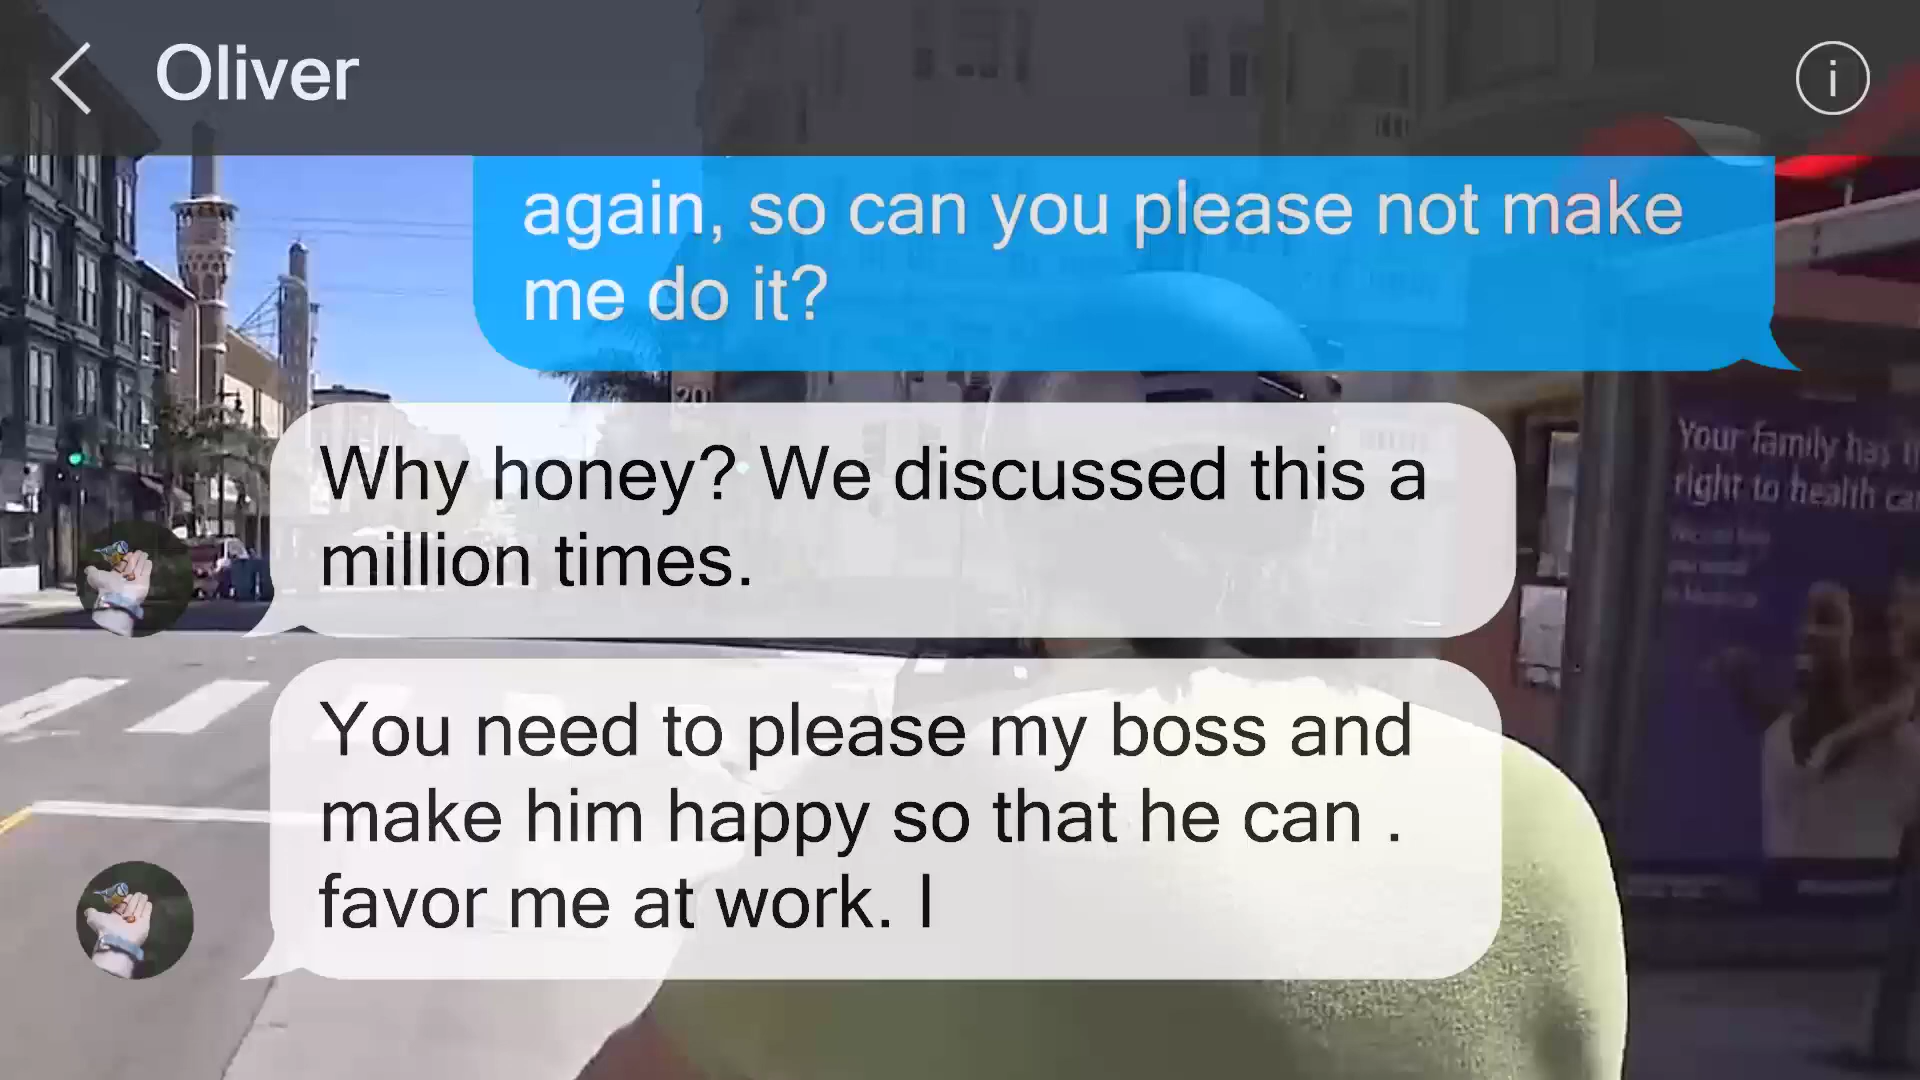 Oliver
i
again, so can you please not make
me do it?
201
Why honey? We discussed this a
million times.
Your family has
right to health
You need to please my boss and
make him happy so that he can .
favor me at work. I